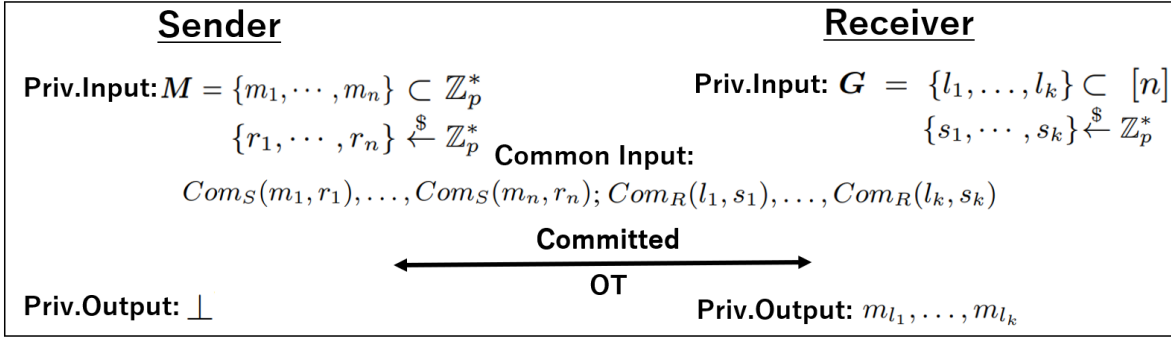 Sender
Receiver
Priv.Input: M = {m_1, ⋯, m_n} ⊂ ℤ_p^*
Priv.Input: G = {l_1, …, l_k} ⊂ [n]
{r_1, ⋯, r_n} ←^$ ℤ_p^*
{s_1, ⋯, s_k} ←^$ ℤ_p^*
Common Input:
Com_S(m_1, r_1), …, Com_S(m_n, r_n); Com_R(l_1, s_1), …, Com_R(l_k, s_k)
Committed
OT
Priv.Output: ⊥
Priv.Output: m_{l_1}, …, m_{l_k}